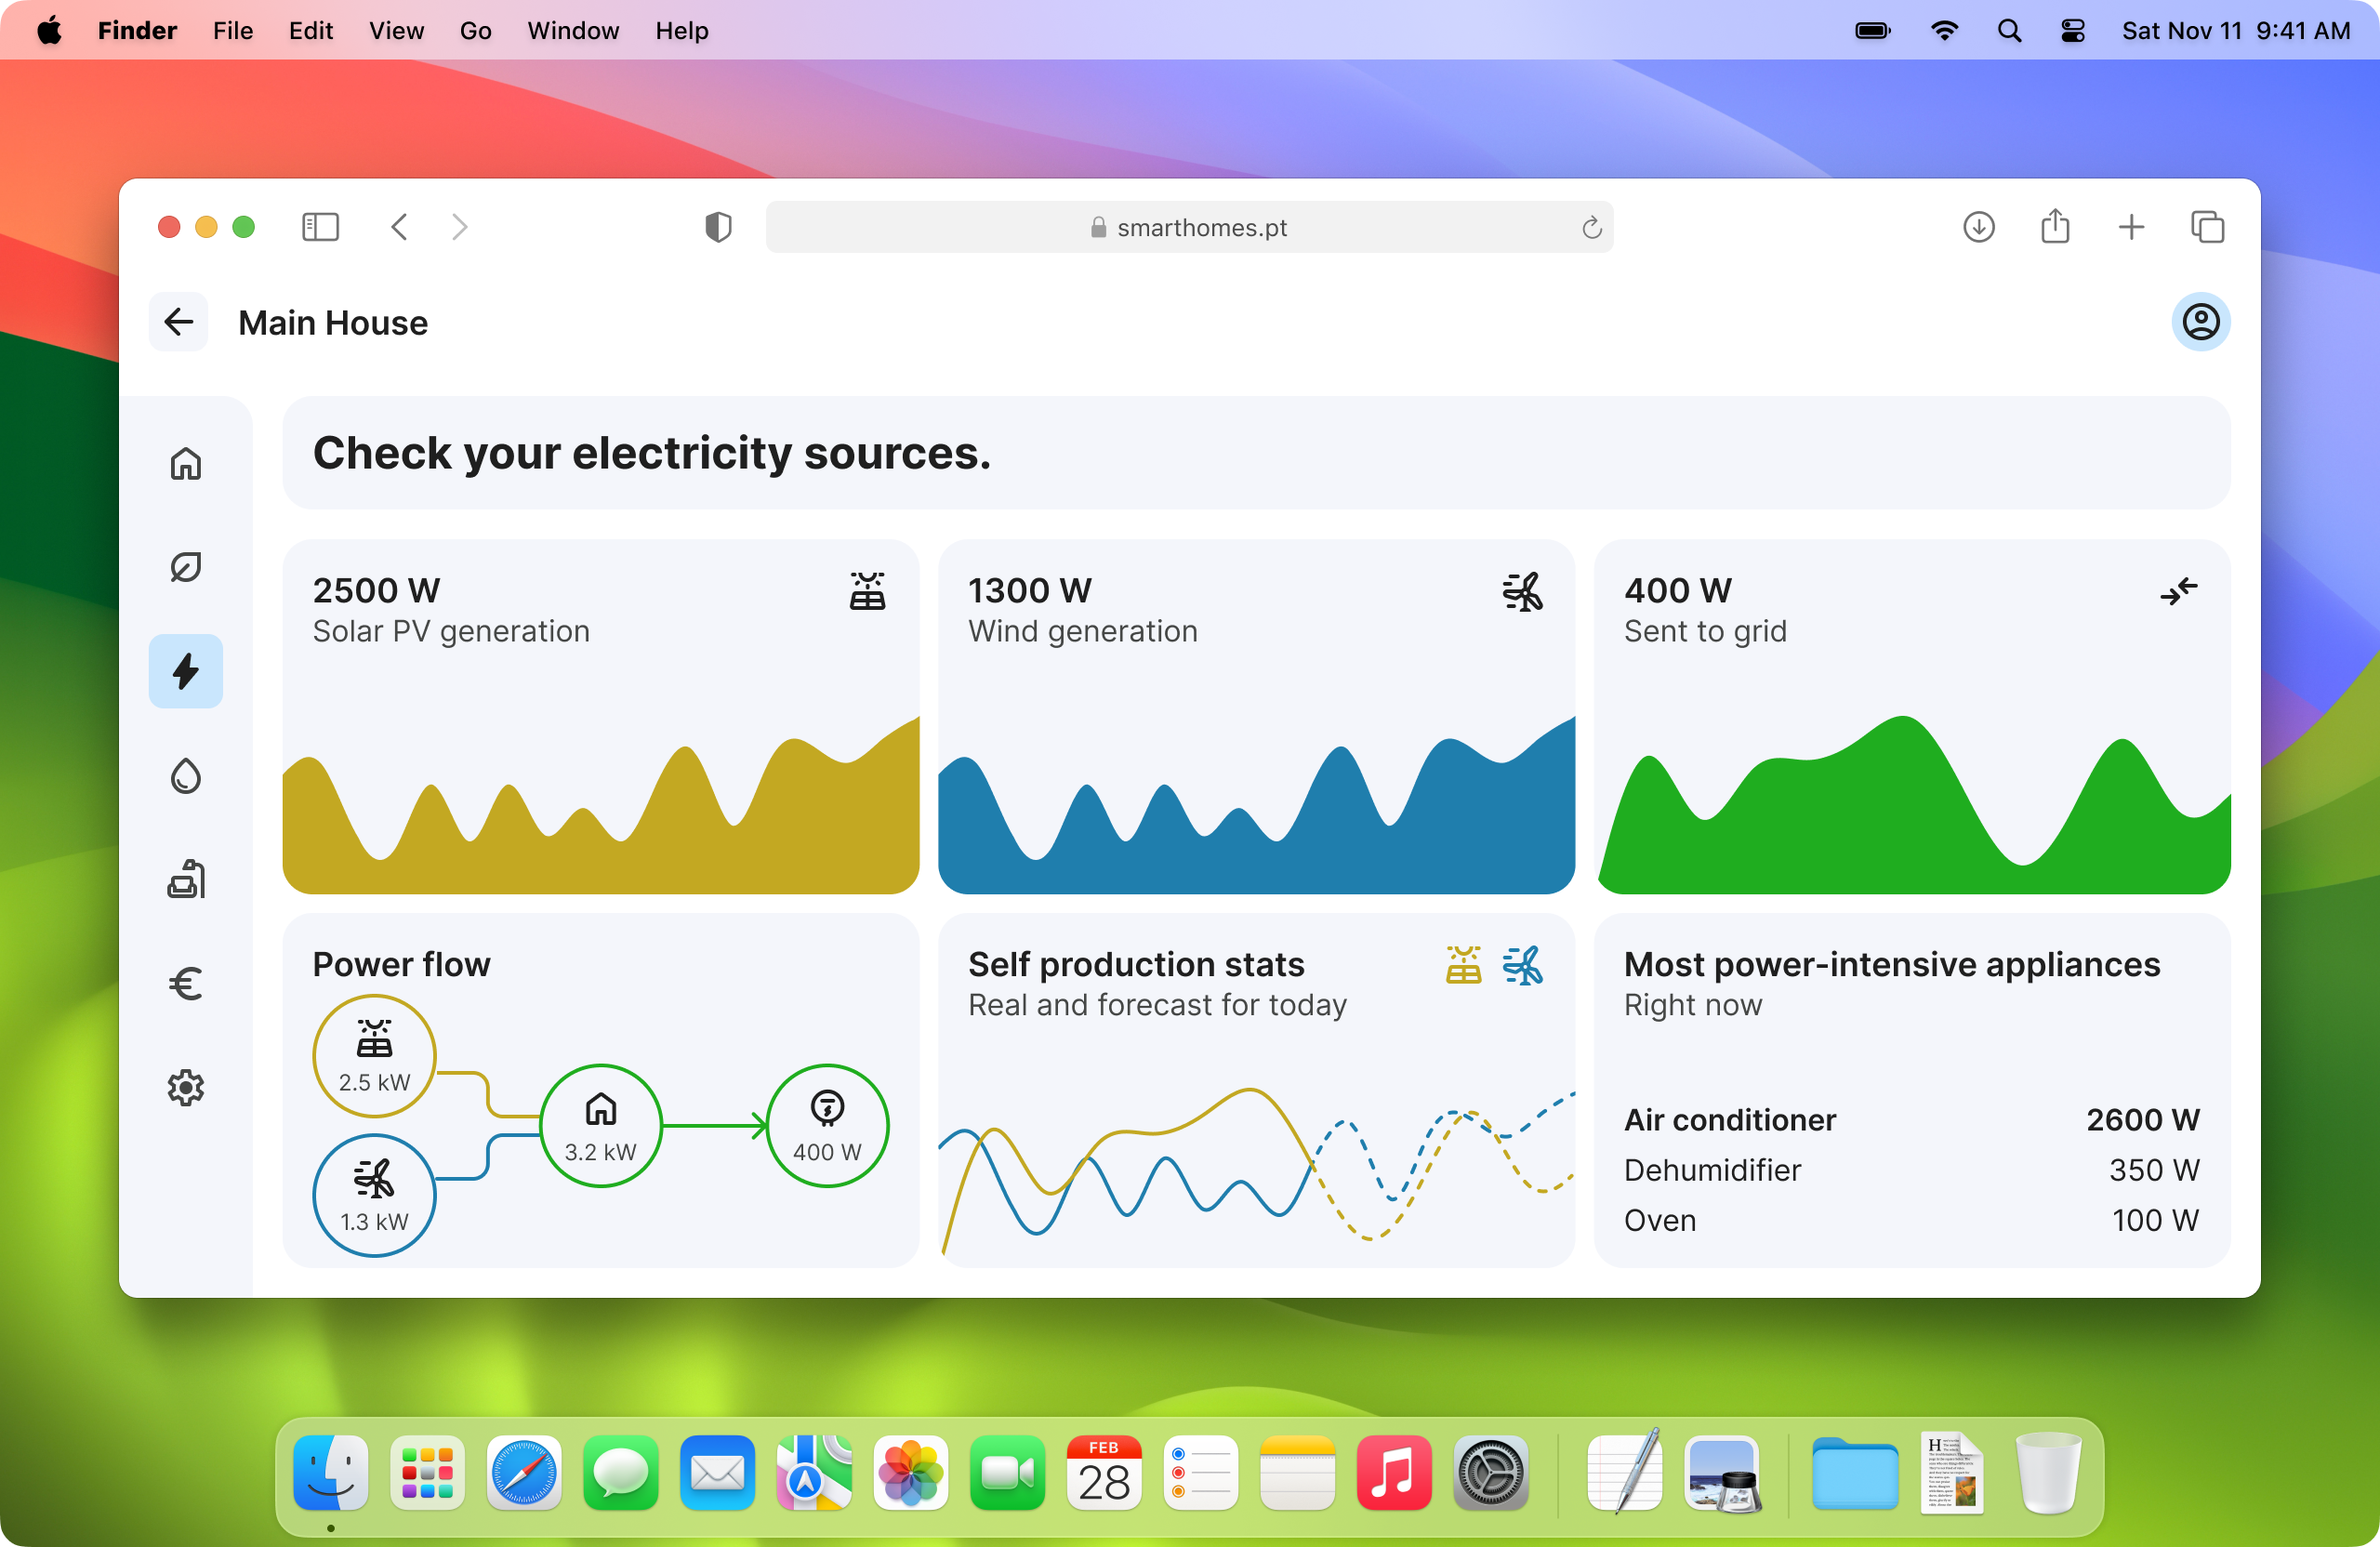 Finder File Edit View Go Window Help Sat Nov 11 9:41 AM
smarthomes.pt
Main House
Check your electricity sources.
2500 W
Solar PV generation
1300 W
Wind generation
400 W
Sent to grid
Power flow
2.5 kW
1.3 kW
3.2 kW
400 W
Self production stats
Real and forecast for today
Most power-intensive appliances
Right now
Air conditioner 2600 W
Dehumidifier 350 W
Oven 100 W
FEB
28